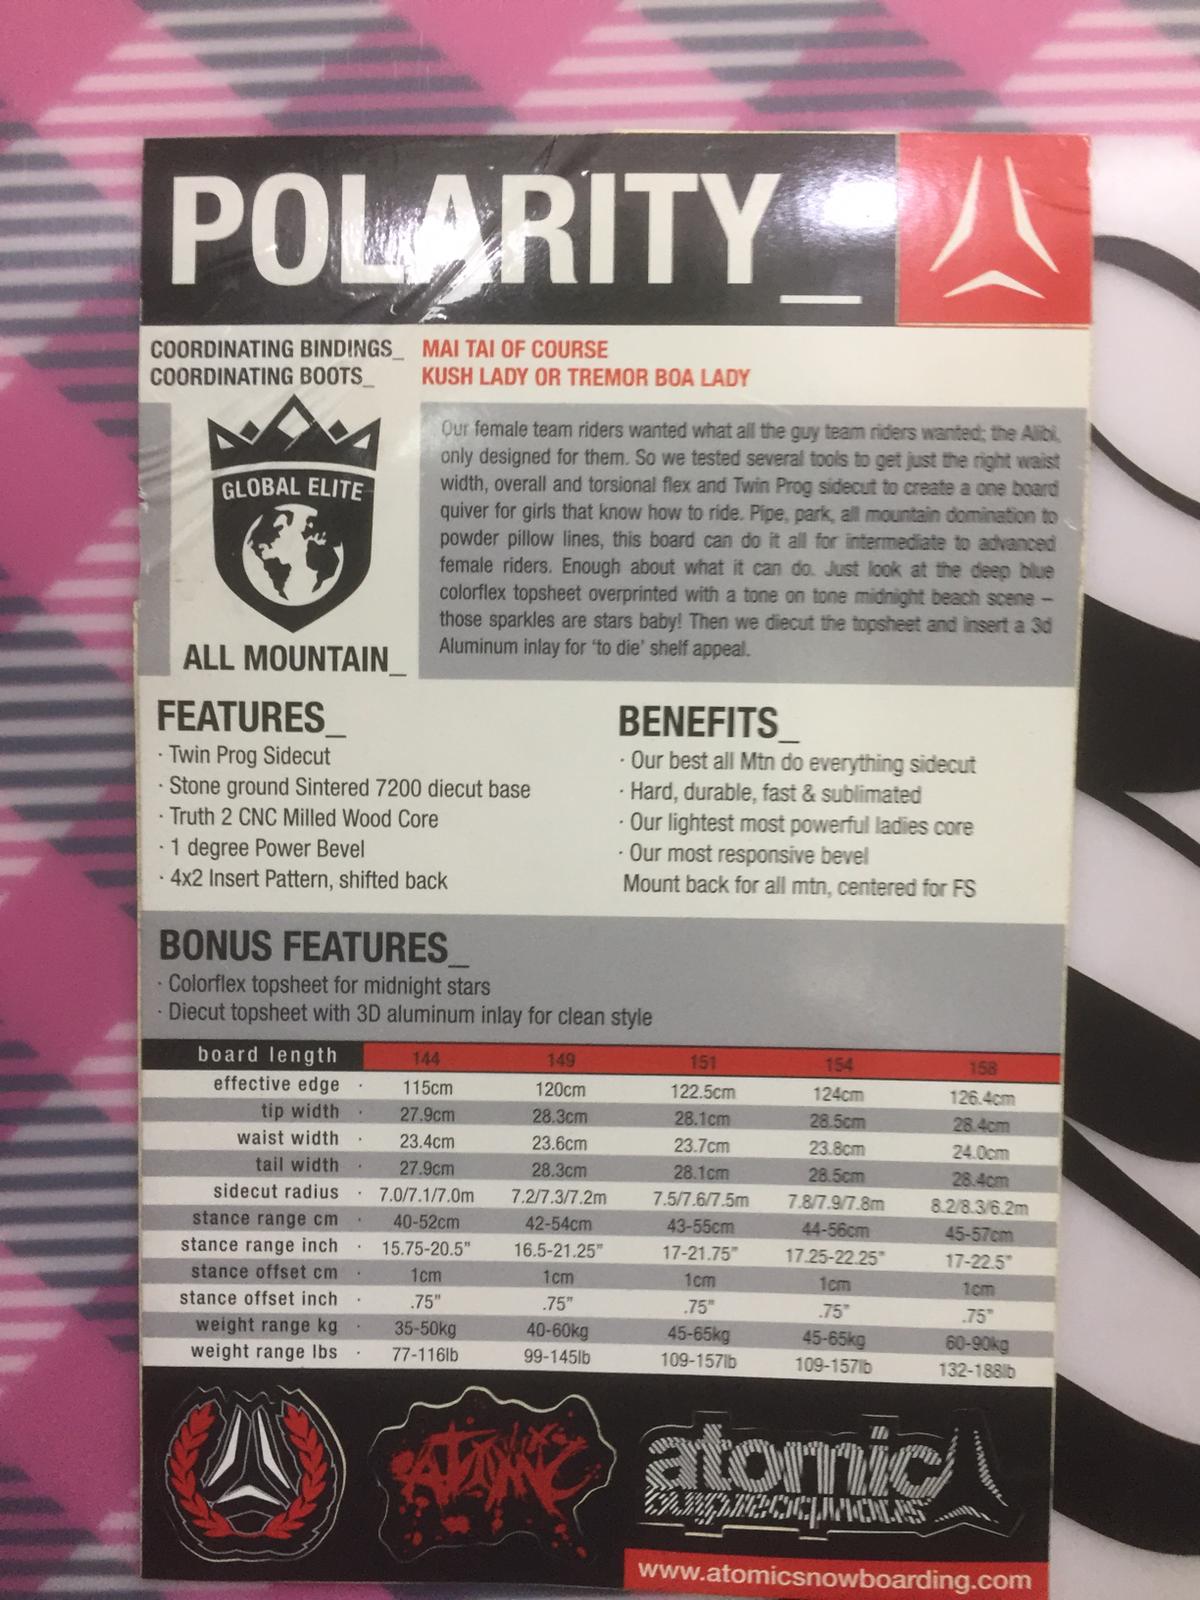 POLARITY_
COORDINATING BINDINGS_ MAI TAI OF COURSE
COORDINATING BOOTS_ KUSH LADY OR TREMOR BOA LADY
GLOBAL ELITE
ALL MOUNTAIN_
Our female team riders wanted what all the guy team riders wanted; the Alibi,
only designed for them. So we tested several tools to get just the right waist
width, overall and torsional flex and Twin Prog sidecut to create a one board
quiver for girls that know how to ride. Pipe, park, all mountain domination to
powder pillow lines, this board can do it all for intermediate to advanced
female riders. Enough about what it can do. Just look at the deep blue
colorflex topsheet overprinted with a tone on tone midnight beach scene –
those sparkles are stars baby! Then we diecut the topsheet and insert a 3d
Aluminum inlay for ‘to die’ shelf appeal.
FEATURES_
· Twin Prog Sidecut
· Stone ground Sintered 7200 diecut base
· Truth 2 CNC Milled Wood Core
· 1 degree Power Bevel
· 4x2 Insert Pattern, shifted back
BENEFITS_
· Our best all Mtn do everything sidecut
· Hard, durable, fast & sublimated
· Our lightest most powerful ladies core
· Our most responsive bevel
Mount back for all mtn, centered for FS
BONUS FEATURES_
· Colorflex topsheet for midnight stars
· Diecut topsheet with 3D aluminum inlay for clean style
board length 144 149 151 154 158
effective edge · 115cm 120cm 122.5cm 124cm 126.4cm
tip width · 27.9cm 28.3cm 28.1cm 28.5cm 28.4cm
waist width · 23.4cm 23.6cm 23.7cm 23.8cm 24.0cm
tail width · 27.9cm 28.3cm 28.1cm 28.5cm 28.4cm
sidecut radius · 7.0/7.1/7.0m 7.2/7.3/7.2m 7.5/7.6/7.5m 7.8/7.9/7.8m 8.2/8.3/6.2m
stance range cm · 40-52cm 42-54cm 43-55cm 44-56cm 45-57cm
stance range inch · 15.75-20.5" 16.5-21.25" 17-21.75" 17.25-22.25" 17-22.5"
stance offset cm · 1cm 1cm 1cm 1cm 1cm
stance offset inch · .75" .75" .75" .75" .75"
weight range kg · 35-50kg 40-60kg 45-65kg 45-65kg 60-90kg
weight range lbs · 77-116lb 99-145lb 109-157lb 109-157lb 132-188lb
ATOMIC
atomic
snowboarding
www.atomicsnowboarding.com